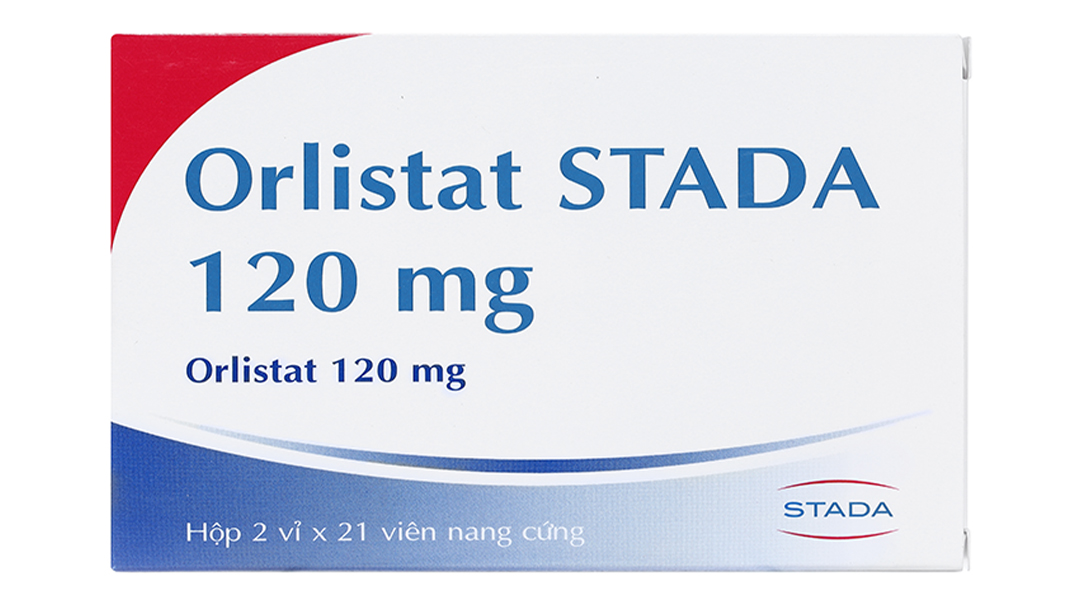 Orlistat STADA
120 mg
Orlistat 120 mg
Hộp 2 vỉ x 21 viên nang cứng
STADA